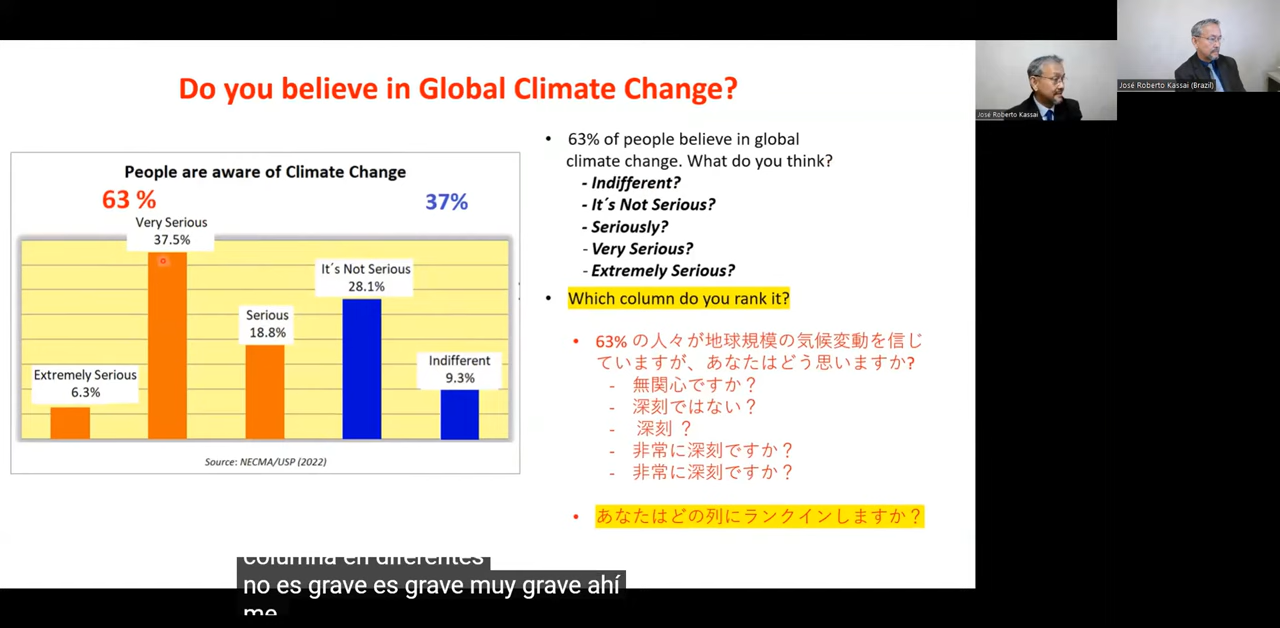 Do you believe in Global Climate Change?
People are aware of Climate Change
63 %
37%
Very Serious
37.5%
It´s Not Serious
28.1%
Serious
18.8%
Indifferent
9.3%
Extremely Serious
6.3%
Source: NECMA/USP (2022)
• 63% of people believe in global
climate change. What do you think?
- Indifferent?
- It´s Not Serious?
- Seriously?
- Very Serious?
- Extremely Serious?
• Which column do you rank it?
• 63% の人々が地球規模の気候変動を信じ
ていますが、あなたはどう思いますか?
- 無関心ですか？
- 深刻ではない？
- 深刻 ？
- 非常に深刻ですか？
- 非常に深刻ですか？
• あなたはどの列にランクインしますか？
José Roberto Kassai
José Roberto Kassai (Brazil)
columna en diferentes
no es grave es grave muy grave ahí
me